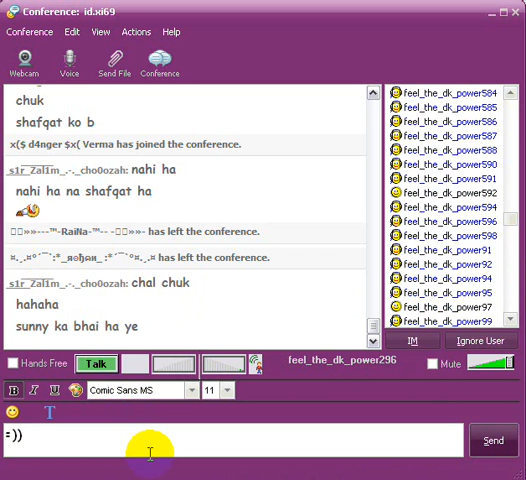 Conference: id.xi69
Conference Edit View Actions Help
Webcam Voice Send File Conference
chuk
shafqat ko b
x($ d4nger $x( Verma has joined the conference.
s1r_Zal1m_.-._cho0ozah: nahi ha
nahi ha na shafqat ha
»»---™-RaiNa-™-- -»»- has left the conference.
has left the conference.
s1r_Zal1m_.-._cho0ozah: chal chuk
hahaha
sunny ka bhai ha ye
feel_the_dk_power584
feel_the_dk_power585
feel_the_dk_power586
feel_the_dk_power587
feel_the_dk_power588
feel_the_dk_power590
feel_the_dk_power591
feel_the_dk_power592
feel_the_dk_power594
feel_the_dk_power596
feel_the_dk_power598
feel_the_dk_power91
feel_the_dk_power92
feel_the_dk_power94
feel_the_dk_power95
feel_the_dk_power97
feel_the_dk_power99
IM Ignore User
Hands Free Talk feel_the_dk_power296 Mute
B I U Comic Sans MS 11
T
=))
Send